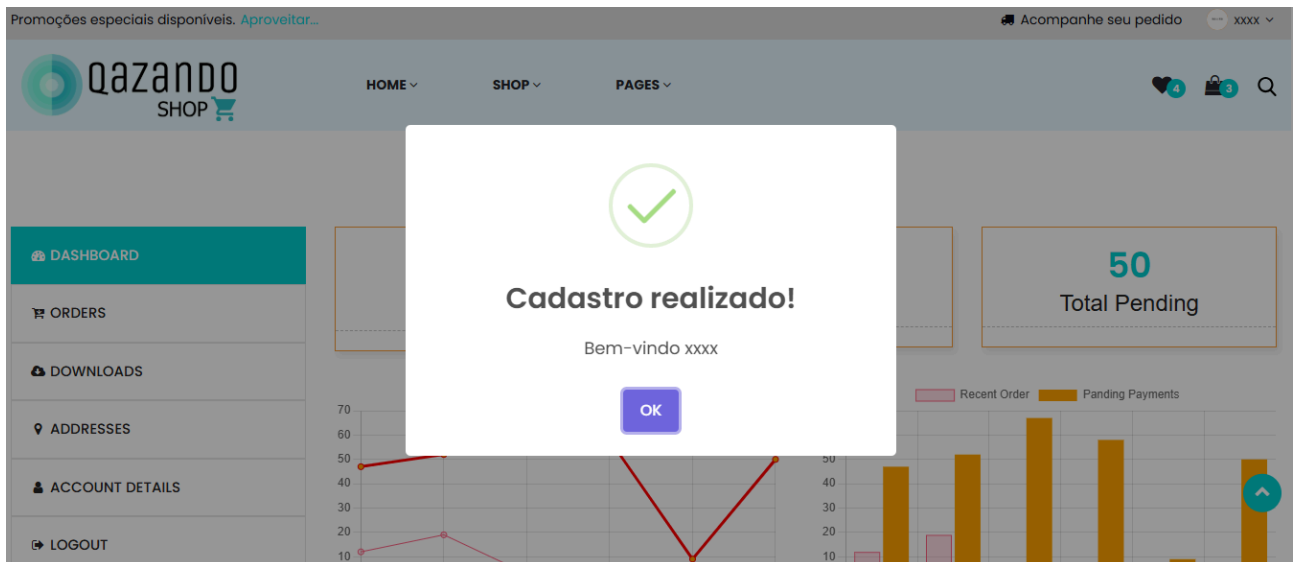 Promoções especiais disponíveis. Aproveitar...
Acompanhe seu pedido
xxxx
Qazando
SHOP
HOME
SHOP
PAGES
4
3
DASHBOARD
ORDERS
DOWNLOADS
ADDRESSES
ACCOUNT DETAILS
LOGOUT
Cadastro realizado!
Bem-vindo xxxx
OK
50
Total Pending
70
60
50
40
30
20
10
Recent Order
Panding Payments
50
40
30
20
10